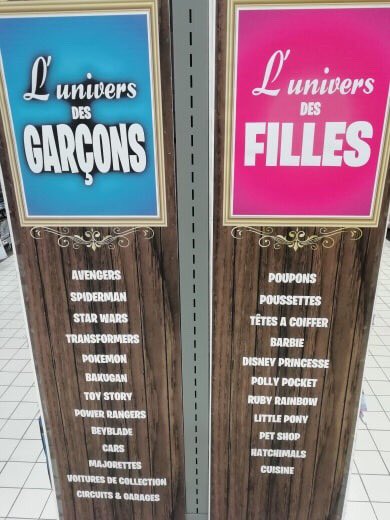 L'univers
DES
GARÇONS
AVENGERS
SPIDERMAN
STAR WARS
TRANSFORMERS
POKEMON
BAKUGAN
TOY STORY
POWER RANGERS
BEYBLADE
CARS
MAJORETTES
VOITURES DE COLLECTION
CIRCUITS & GARAGES
L'univers
DES
FILLES
POUPONS
POUSSETTES
TÊTES A COIFFER
BARBIE
DISNEY PRINCESSE
POLLY POCKET
RUBY RAINBOW
LITTLE PONY
PET SHOP
HATCHIMALS
CUISINE